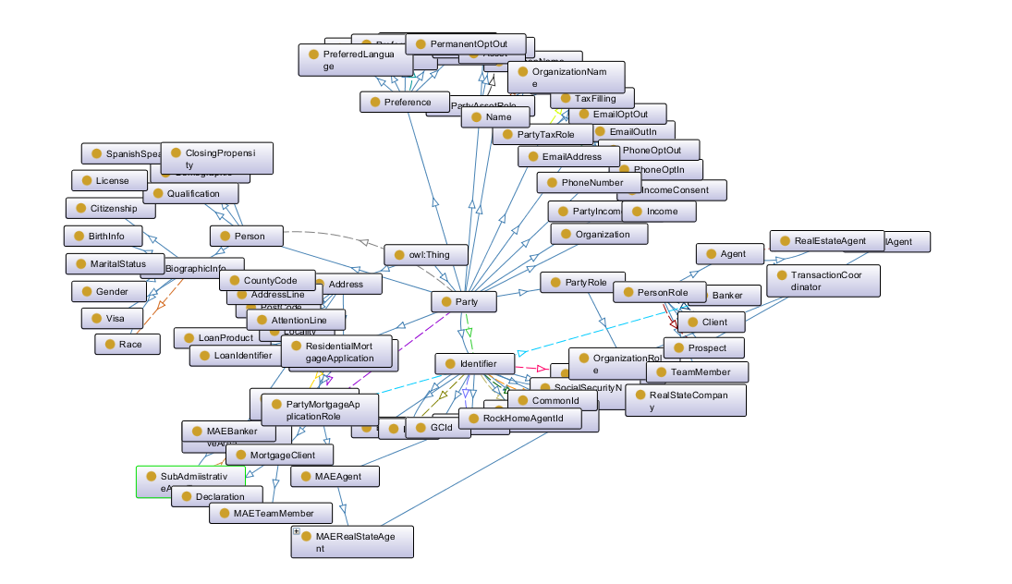 PermanentOptOut
PreferredLangua
ge
OrganizationNam
e
Preference
PartyAssetRole
TaxFilling
Name
EmailOptOut
PartyTaxRole
EmailOutIn
PhoneOptOut
ClosingPropensi
ty
EmailAddress
PhoneOptIn
License
PhoneNumber
IncomeConsent
Qualification
Citizenship
Income
BirthInfo
Person
Organization
RealEstateAgent
owl:Thing
Agent
MaritalStatus
BiographicInfo
TransactionCoor
dinator
CountyCode
Address
PartyRole
PersonRole
Banker
Gender
AddressLine
Party
Visa
AttentionLine
Client
Race
LoanProduct
LoanIdentifier
ResidentialMort
gageApplication
Prospect
Identifier
OrganizationRol
e
TeamMember
PartyMortgageAp
plicationRole
CommonId
RealStateCompan
y
RockHomeAgentId
MAEBanker
GCId
MortgageClient
SubAdmiistrativ
MAEAgent
Declaration
MAETeamMember
MAERealStateAge
nt